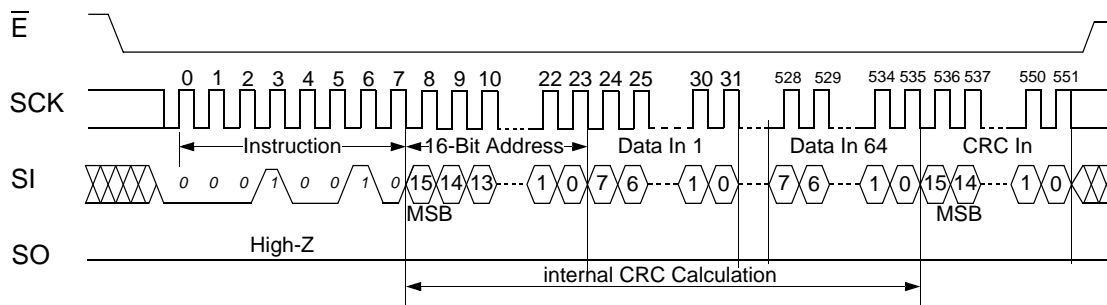 E
SCK
0 1 2 3 4 5 6 7 8 9 10 22 23 24 25 30 31 528 529 534 535 536 537 550 551
Instruction 16-Bit Address Data In 1 Data In 64 CRC In
SI
0 0 0 1 0 0 1 0 15 14 13 1 0 7 6 1 0 7 6 1 0 15 14 1 0
MSB MSB
High-Z
SO
internal CRC Calculation